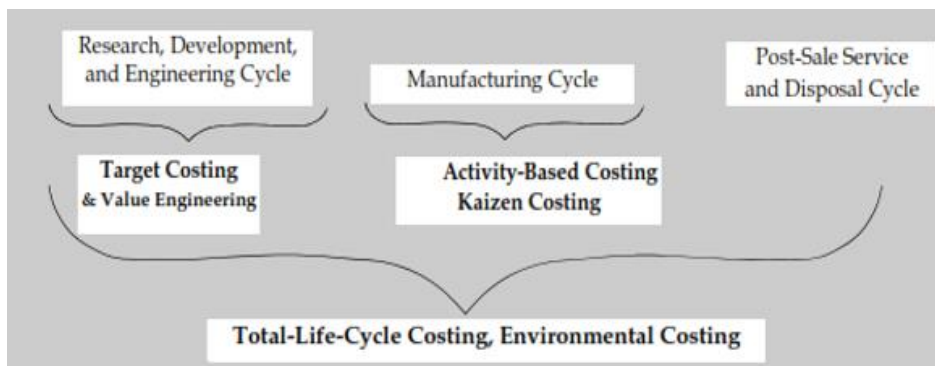 Research, Development,
and Engineering Cycle
Manufacturing Cycle
Post-Sale Service
and Disposal Cycle
Target Costing
& Value Engineering
Activity-Based Costing
Kaizen Costing
Total-Life-Cycle Costing, Environmental Costing